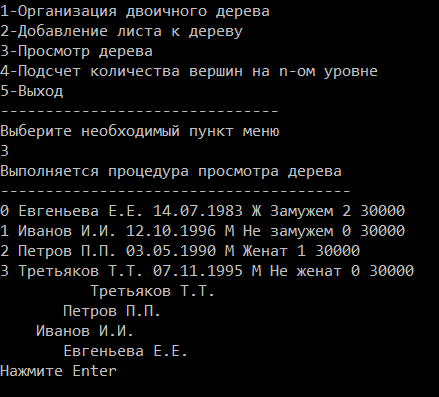 1-Организация двоичного дерева
2-Добавление листа к дереву
3-Просмотр дерева
4-Подсчет количества вершин на n-ом уровне
5-Выход
-------------------------------
Выберите необходимый пункт меню
3
Выполняется процедура просмотра дерева
---------------------------------------
0 Евгеньева Е.Е. 14.07.1983 Ж Замужем 2 30000
1 Иванов И.И. 12.10.1996 М Не замужем 0 30000
2 Петров П.П. 03.05.1990 М Женат 1 30000
3 Третьяков Т.Т. 07.11.1995 М Не женат 0 30000
Третьяков Т.Т.
Петров П.П.
Иванов И.И.
Евгеньева Е.Е.
Нажмите Enter